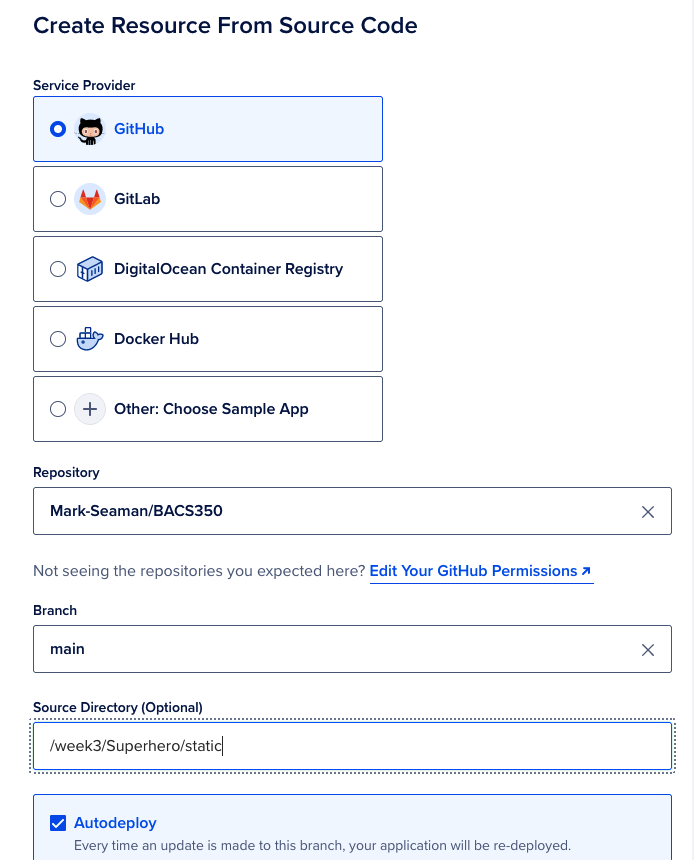 Create Resource From Source Code
Service Provider
GitHub
GitLab
DigitalOcean Container Registry
Docker Hub
Other: Choose Sample App
Repository
Mark-Seaman/BACS350
Not seeing the repositories you expected here? Edit Your GitHub Permissions
Branch
main
Source Directory (Optional)
/week3/Superhero/static
Autodeploy
Every time an update is made to this branch, your application will be re-deployed.